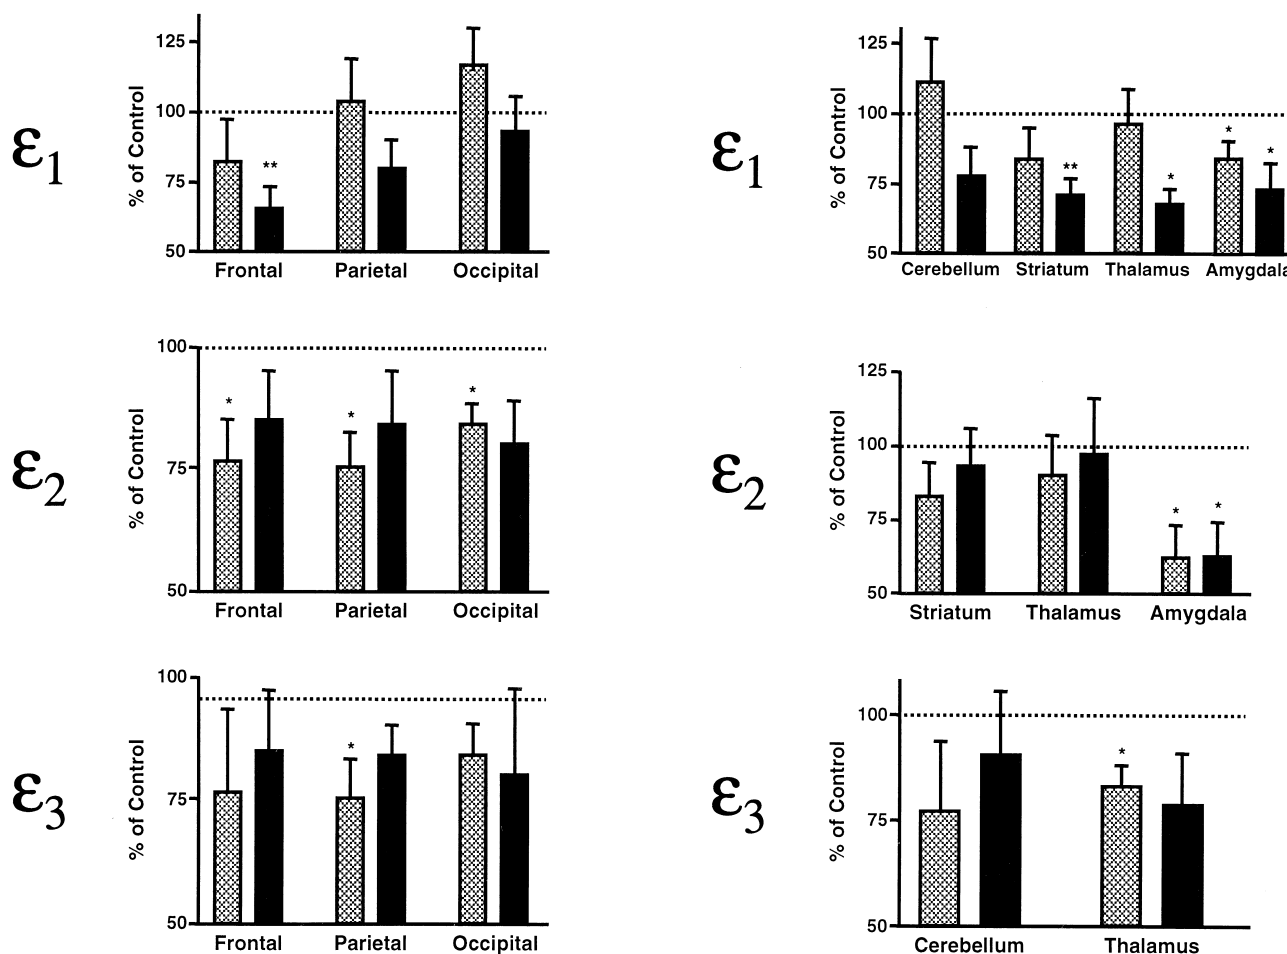 ε1
% of Control
125
100
75
50
**
Frontal Parietal Occipital
ε1
% of Control
125
100
75
50
** * * *
Cerebellum Striatum Thalamus Amygdala
ε2
% of Control
100
75
50
* * *
Frontal Parietal Occipital
ε2
% of Control
125
100
75
50
* *
Striatum Thalamus Amygdala
ε3
% of Control
100
75
50
*
Frontal Parietal Occipital
ε3
% of Control
100
75
50
*
Cerebellum Thalamus